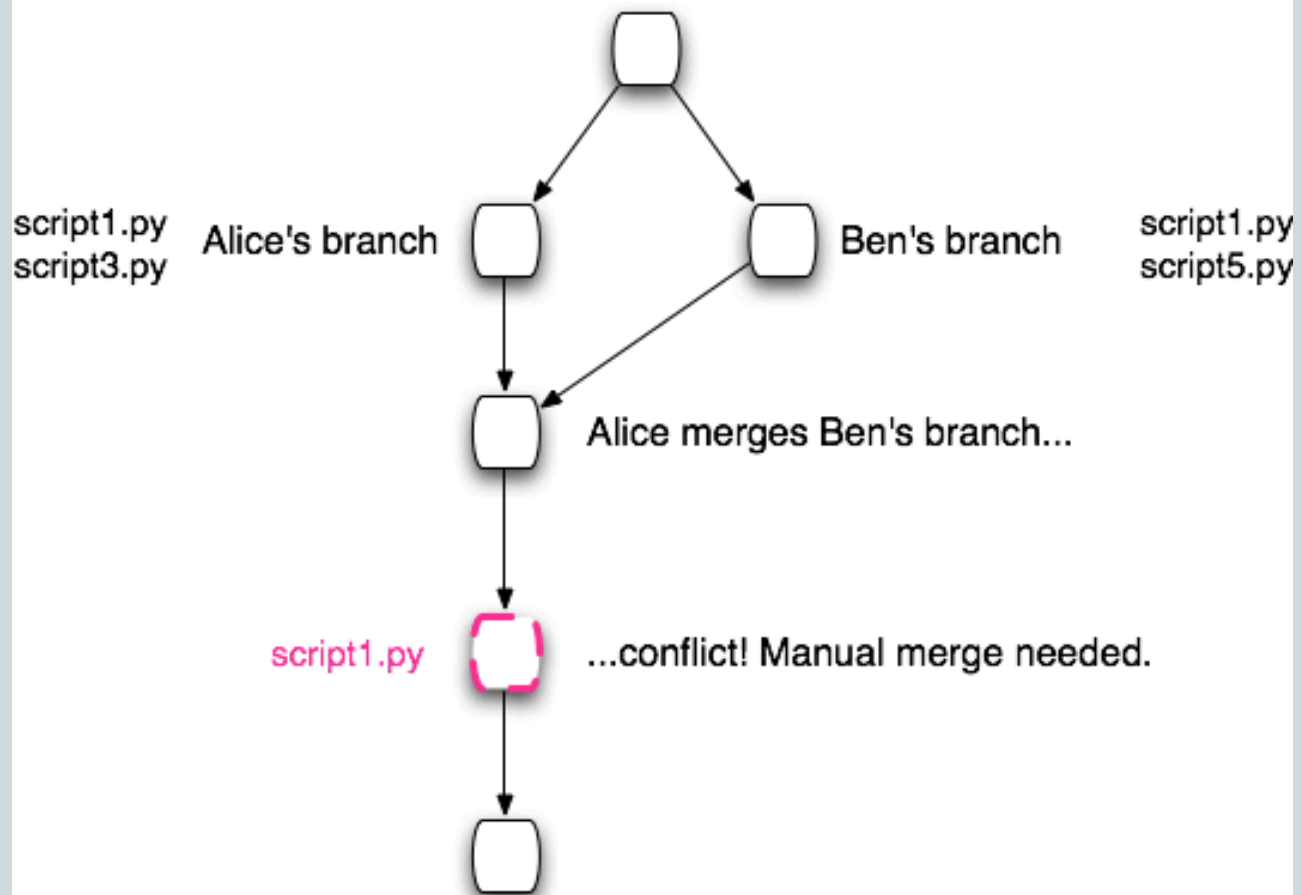 script1.py
script3.py
Alice's branch
Ben's branch
script1.py
script5.py
Alice merges Ben's branch...
script1.py
...conflict! Manual merge needed.